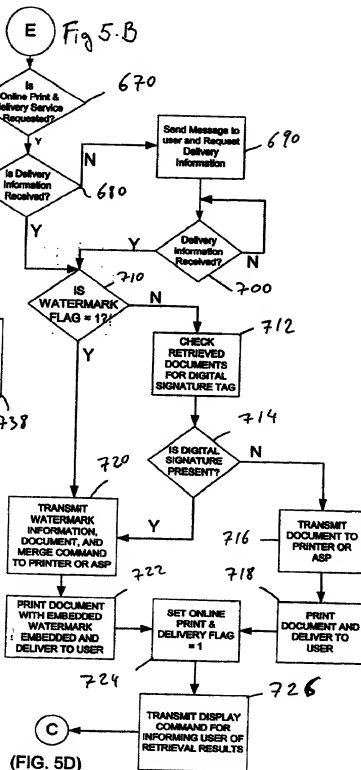 E
Fig 5.B
Is
Online Print &
elivery Service
Requested?
670
Y
Is Delivery
Information
Received?
680
N
Send Message to
user and Request
Delivery
Information
690
Y
Y
Delivery
Information
Received?
N
700
IS
WATERMARK
FLAG = 1?
710
N
CHECK
RETRIEVED
DOCUMENTS
FOR DIGITAL
SIGNATURE TAG
712
Y
738
IS DIGITAL
SIGNATURE
PRESENT?
714
N
Y
TRANSMIT
WATERMARK
INFORMATION,
DOCUMENT, AND
MERGE COMMAND
TO PRINTER OR ASP
720
TRANSMIT
DOCUMENT TO
PRINTER OR
ASP
716
PRINT DOCUMENT
WITH EMBEDDED
WATERMARK
EMBEDDED AND
DELIVER TO USER
722
SET ONLINE
PRINT &
DELIVERY FLAG
= 1
724
PRINT
DOCUMENT AND
DELIVER TO
USER
718
TRANSMIT DISPLAY
COMMAND FOR
INFORMING USER OF
RETRIEVAL RESULTS
726
C
(FIG. 5D)